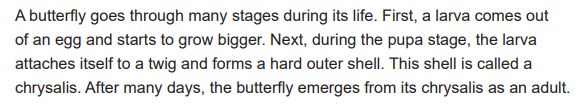 A butterfly goes through many stages during its life. First, a larva comes out
of an egg and starts to grow bigger. Next, during the pupa stage, the larva
attaches itself to a twig and forms a hard outer shell. This shell is called a
chrysalis. After many days, the butterfly emerges from its chrysalis as an adult.